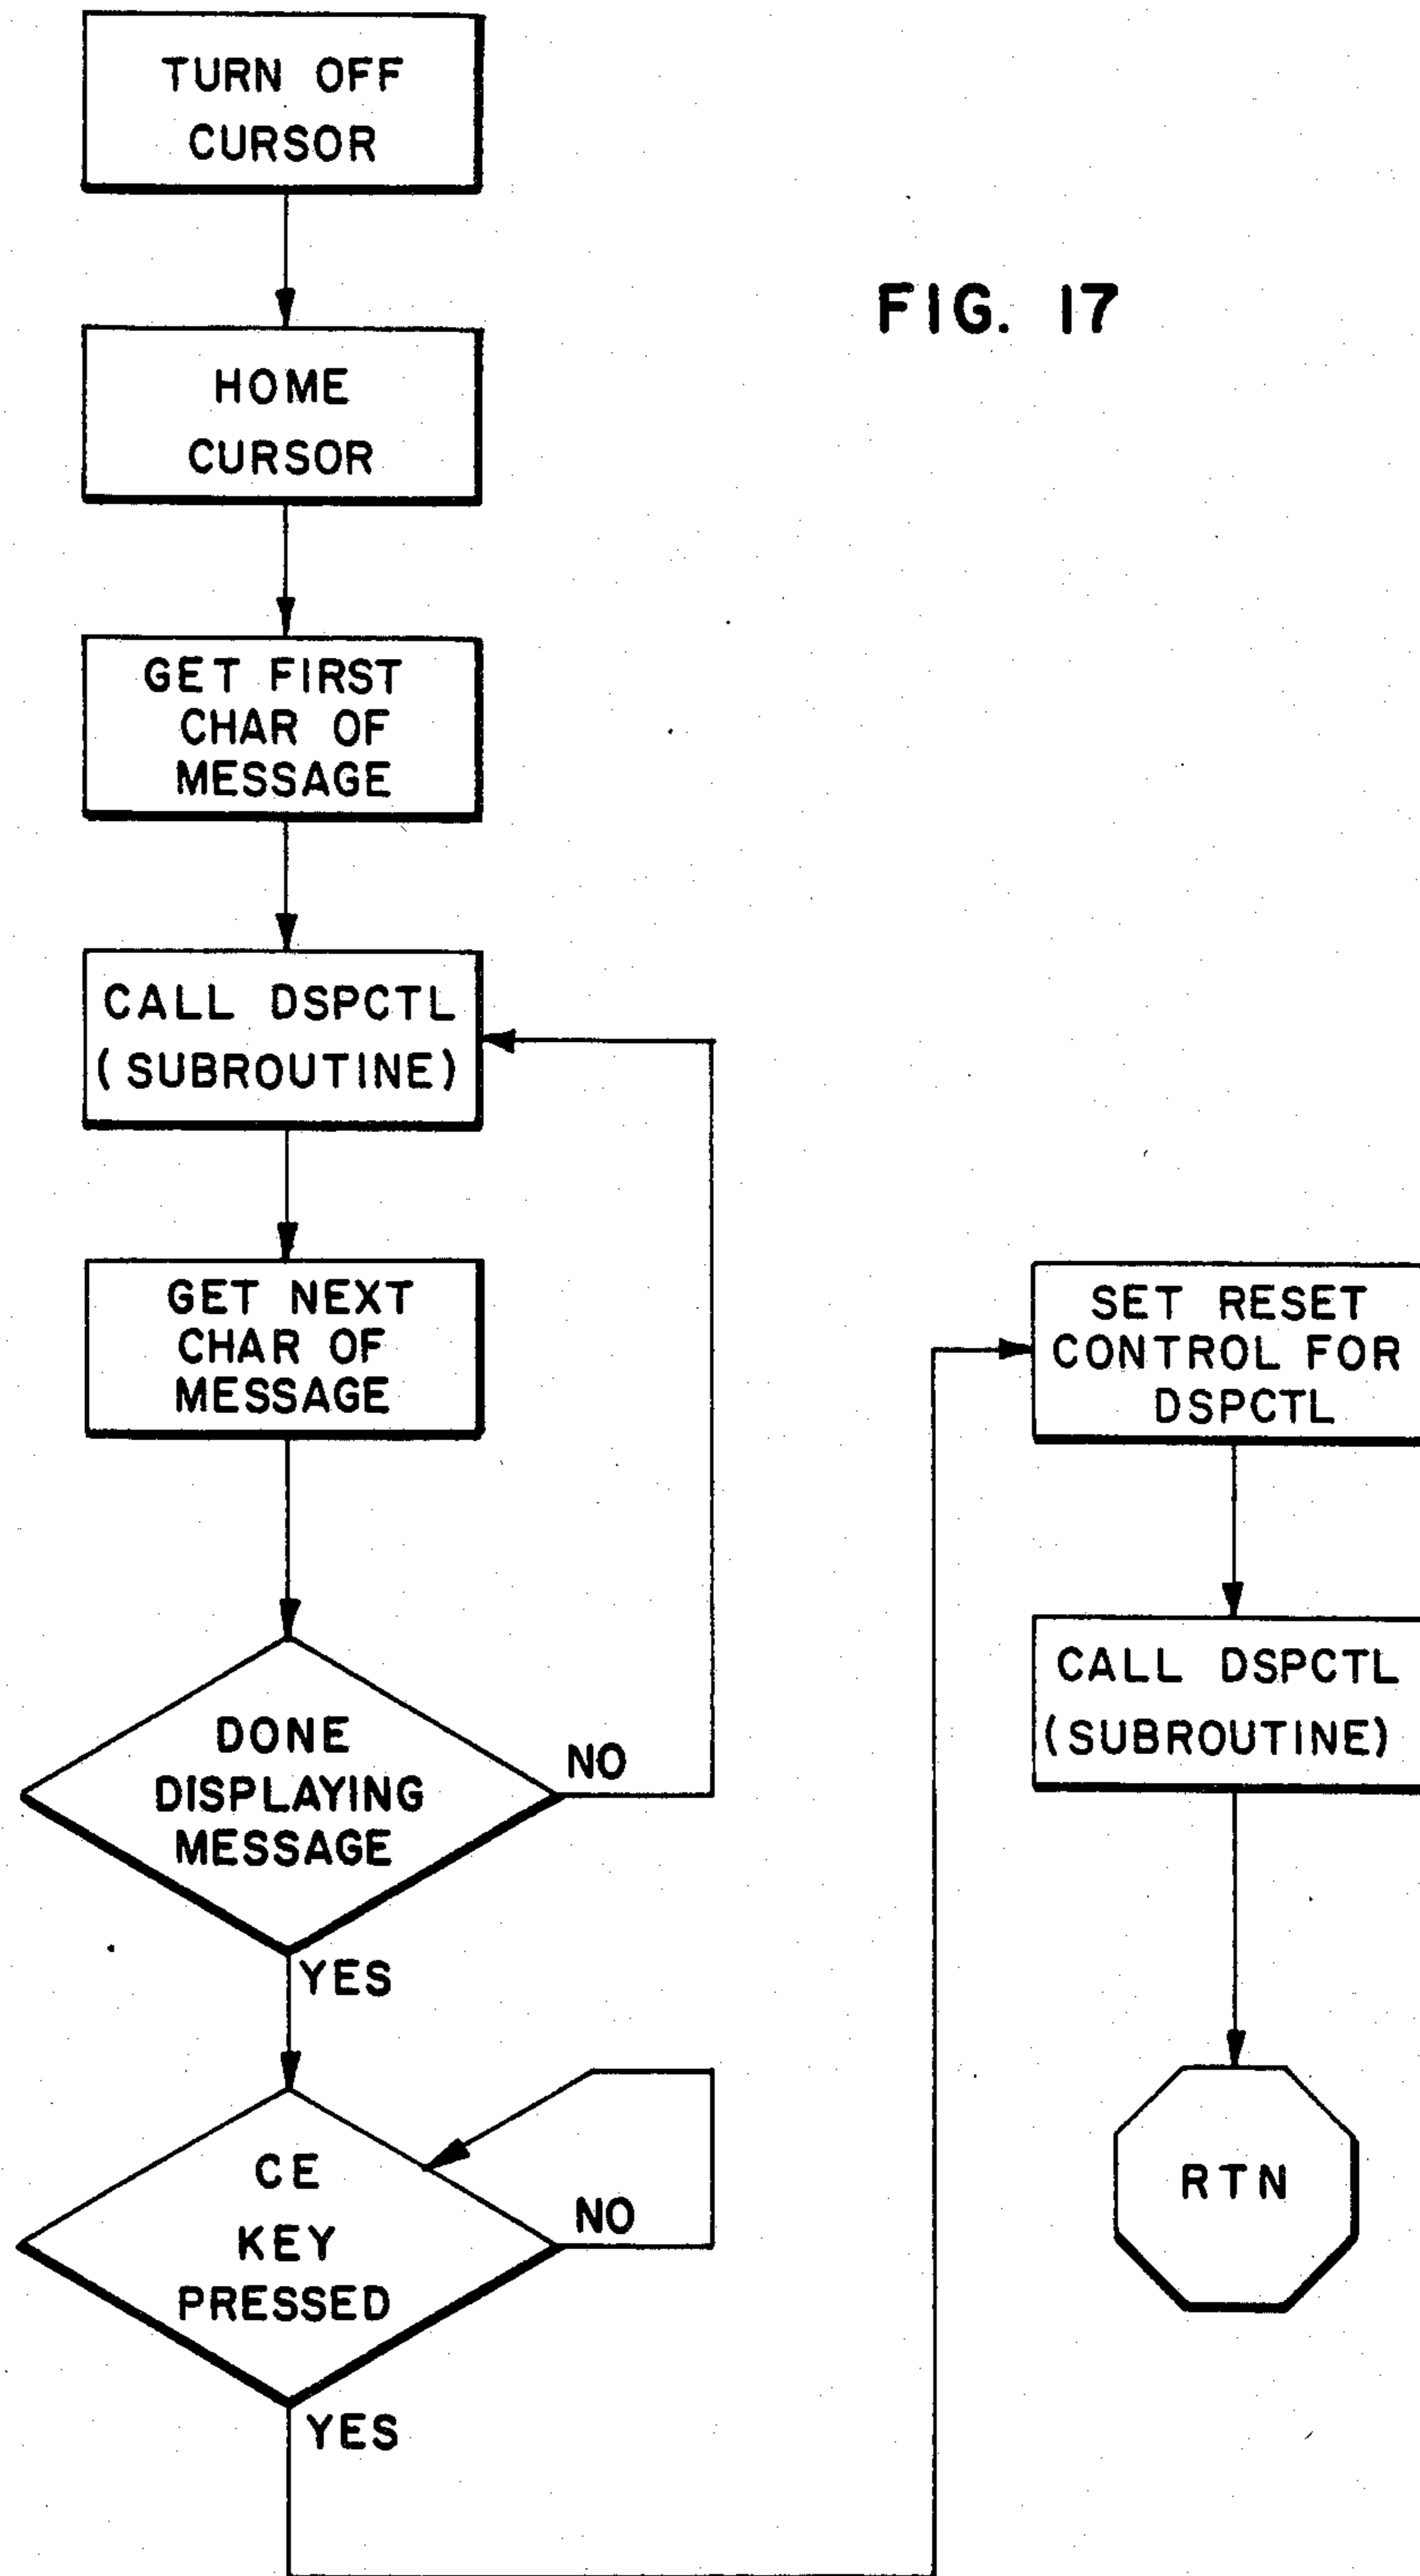 TURN OFF
CURSOR
FIG. 17
HOME
CURSOR
GET FIRST
CHAR OF
MESSAGE
CALL DSPCTL
(SUBROUTINE)
GET NEXT
CHAR OF
MESSAGE
DONE
DISPLAYING
MESSAGE
NO
YES
CE
KEY
PRESSED
NO
YES
SET RESET
CONTROL FOR
DSPCTL
CALL DSPCTL
(SUBROUTINE)
RTN